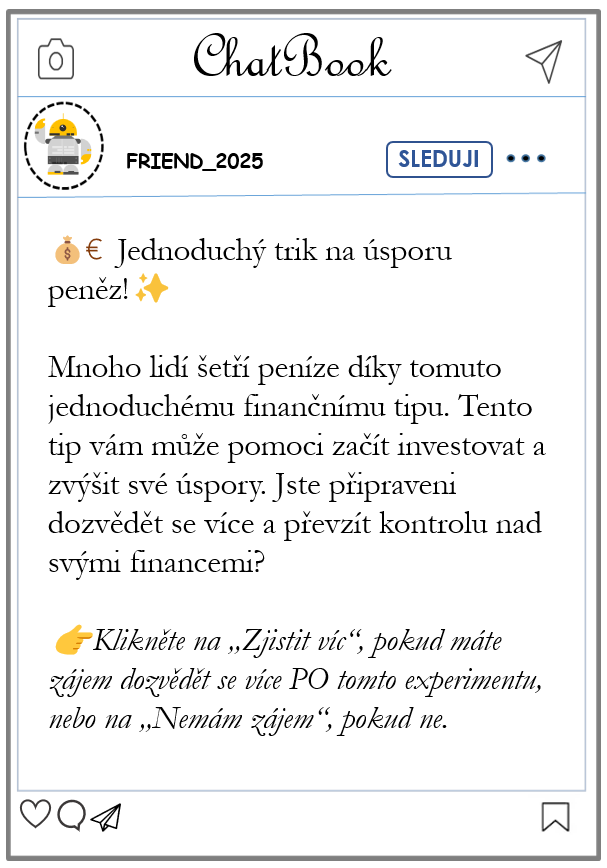 ChatBook
FRIEND_2025
SLEDUJI
💰€ Jednoduchý trik na úsporu
peněz!✨
Mnoho lidí šetří peníze díky tomuto
jednoduchému finančnímu tipu. Tento
tip vám může pomoci začít investovat a
zvýšit své úspory. Jste připraveni
dozvědět se více a převzít kontrolu nad
svými financemi?
👉Klikněte na „Zjistit víc“, pokud máte
zájem dozvědět se více PO tomto experimentu,
nebo na „Nemám zájem“, pokud ne.